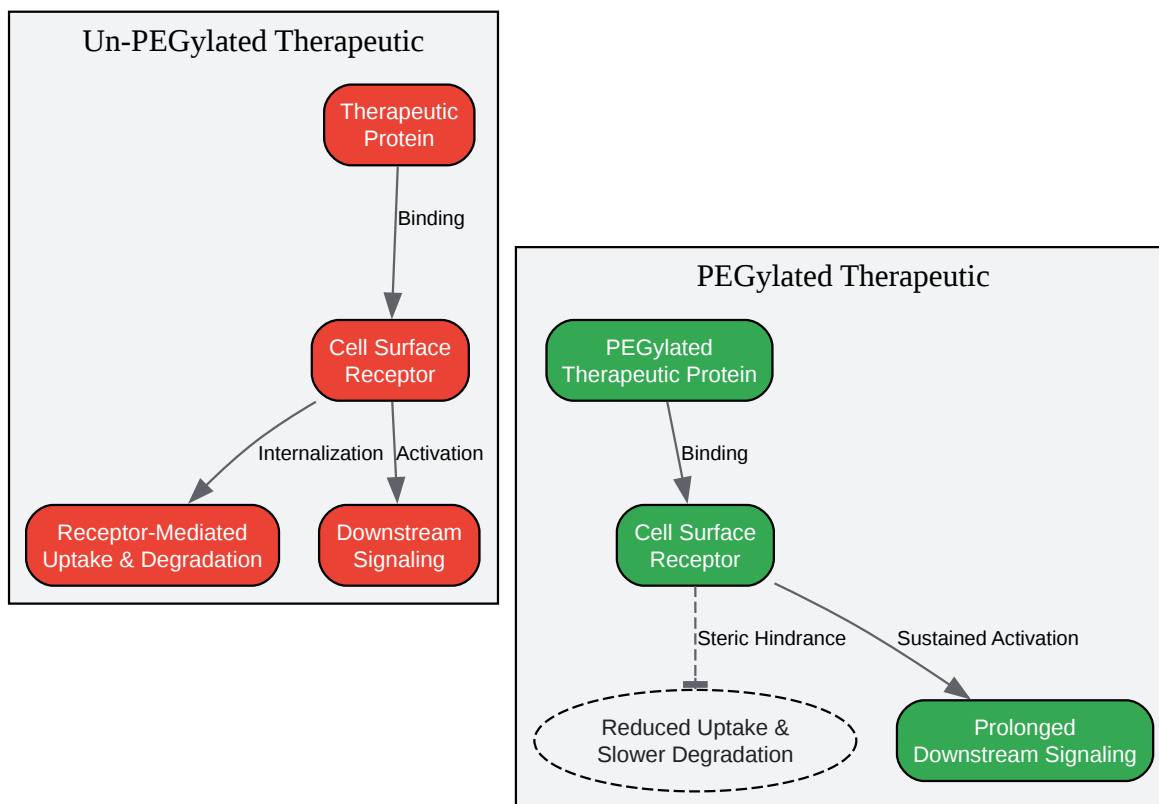 Un-PEGylated Therapeutic
Therapeutic
Protein
Binding
Cell Surface
Receptor
Internalization
Activation
Receptor-Mediated
Uptake & Degradation
Downstream
Signaling
PEGylated Therapeutic
PEGylated
Therapeutic Protein
Binding
Cell Surface
Receptor
Steric Hindrance
Sustained Activation
Reduced Uptake &
Slower Degradation
Prolonged
Downstream Signaling